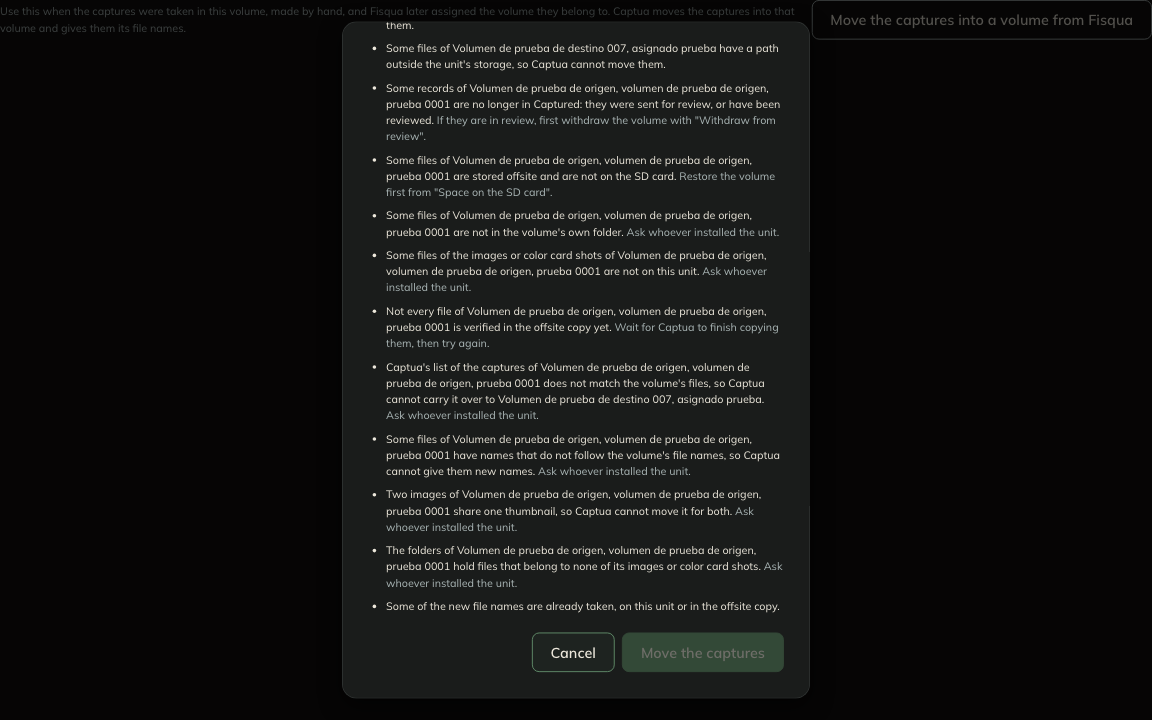 Use this when the captures were taken in this volume, made by hand, and Fisqua later assigned the volume they belong to. Captua moves the captures into that
volume and gives them its file names.
Move the captures into a volume from Fisqua
them.
Some files of Volumen de prueba de destino 007, asignado prueba have a path
outside the unit's storage, so Captua cannot move them.
Some records of Volumen de prueba de origen, volumen de prueba de origen,
prueba 0001 are no longer in Captured: they were sent for review, or have been
reviewed. If they are in review, first withdraw the volume with "Withdraw from
review".
Some files of Volumen de prueba de origen, volumen de prueba de origen,
prueba 0001 are stored offsite and are not on the SD card. Restore the volume
first from "Space on the SD card".
Some files of Volumen de prueba de origen, volumen de prueba de origen,
prueba 0001 are not in the volume's own folder. Ask whoever installed the unit.
Some files of the images or color card shots of Volumen de prueba de origen,
volumen de prueba de origen, prueba 0001 are not on this unit. Ask whoever
installed the unit.
Not every file of Volumen de prueba de origen, volumen de prueba de origen,
prueba 0001 is verified in the offsite copy yet. Wait for Captua to finish copying
them, then try again.
Captua's list of the captures of Volumen de prueba de origen, volumen de
prueba de origen, prueba 0001 does not match the volume's files, so Captua
cannot carry it over to Volumen de prueba de destino 007, asignado prueba.
Ask whoever installed the unit.
Some files of Volumen de prueba de origen, volumen de prueba de origen,
prueba 0001 have names that do not follow the volume's file names, so Captua
cannot give them new names. Ask whoever installed the unit.
Two images of Volumen de prueba de origen, volumen de prueba de origen,
prueba 0001 share one thumbnail, so Captua cannot move it for both. Ask
whoever installed the unit.
The folders of Volumen de prueba de origen, volumen de prueba de origen,
prueba 0001 hold files that belong to none of its images or color card shots. Ask
whoever installed the unit.
Some of the new file names are already taken, on this unit or in the offsite copy.
Cancel
Move the captures